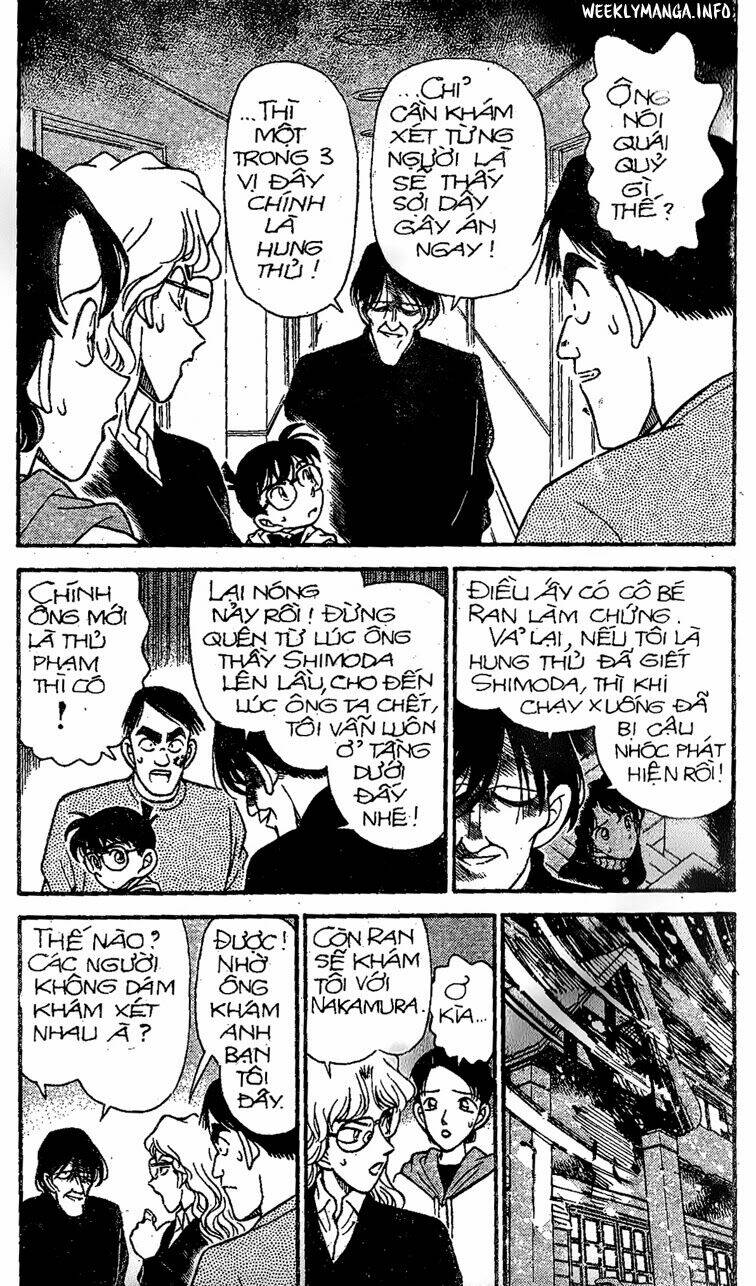 WEEKLYMANGA.INFO
...THÌ
MỘT
TRONG 3
VỊ ĐÂY
CHÍNH
LÀ
HUNG
THỦ!
...CHỈ
CẦN KHÁM
XÉT TỪNG
NGƯỜI LÀ
SẼ THẤY
SỢI DÂY
GÂY ÁN
NGAY!
ÔNG
NÓI
QUÁI
QUỶ
GÌ
THẾ?
CHÍNH
ÔNG MỚI
LÀ THỦ
PHẠM
THÌ CÓ
!
LẠI NÓNG
NẢY RỒI! ĐỪNG
QUÊN TỪ LÚC ÔNG
THẦY SHIMODA
LÊN LẦU, CHO ĐẾN
LÚC ÔNG TA CHẾT,
TÔI VẪN LUÔN
Ở TẦNG
DƯỚI
ĐÂY
NHÉ!
ĐIỀU ẤY CÓ CÔ BÉ
RAN LÀM CHỨNG.
VẢ LẠI, NẾU TÔI LÀ
HUNG THỦ ĐÃ GIẾT
SHIMODA, THÌ KHI
CHẠY XUỐNG ĐÃ
BỊ CẬU
NHÓC PHÁT
HIỆN RỒI!
THẾ NÀO?
CÁC NGƯỜI
KHÔNG DÁM
KHÁM XÉT
NHAU À?
ĐƯỢC!
NHỜ
ÔNG
KHÁM
ANH
BẠN
TÔI
ĐÂY.
CÒN RAN
SẼ KHÁM
TÔI VỚI
NAKAMURA.
Ơ
KÌA...